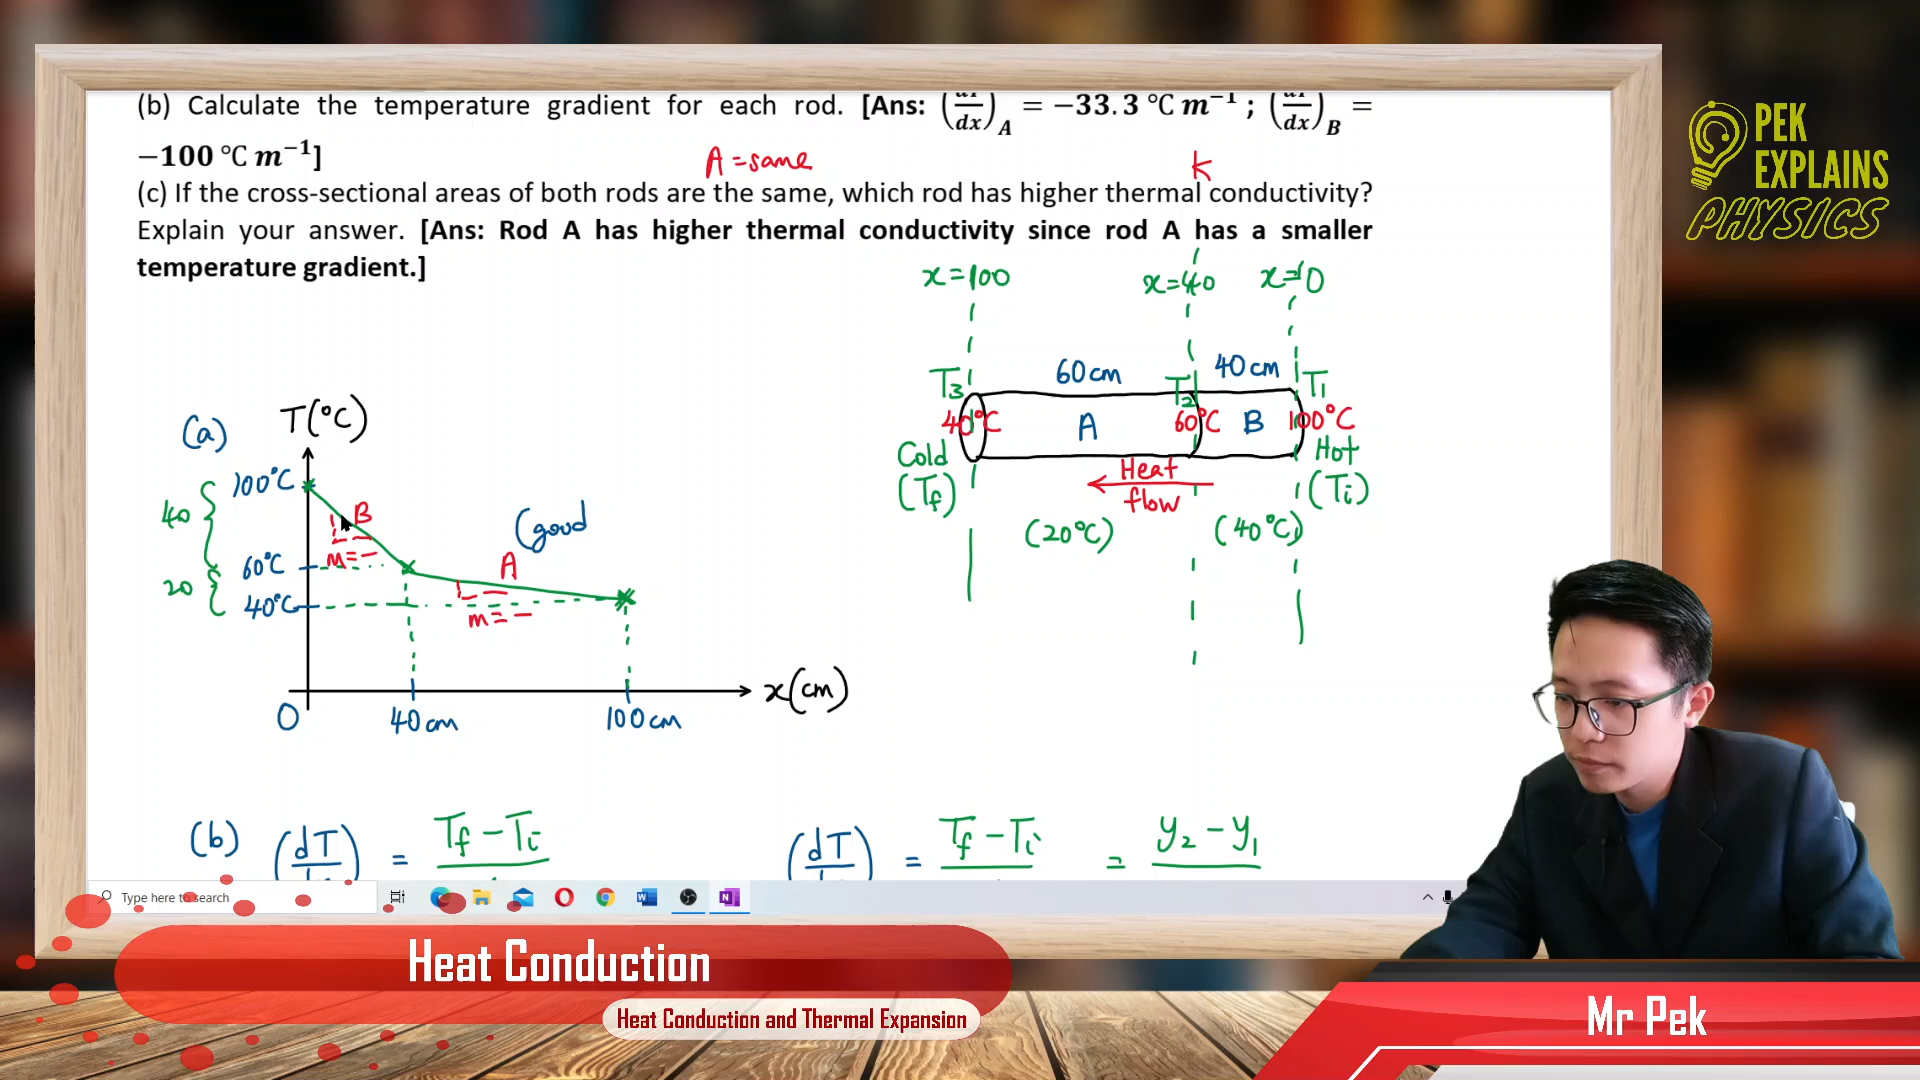 (b) Calculate the temperature gradient for each rod. [Ans: (dT/dx)A = −33.3 ℃ m⁻¹ ; (dT/dx)B =
−100 ℃ m⁻¹]
A = same
k
(c) If the cross-sectional areas of both rods are the same, which rod has higher thermal conductivity?
Explain your answer. [Ans: Rod A has higher thermal conductivity since rod A has a smaller
temperature gradient.]
x = 100
x = 40
x = 0
60 cm
40 cm
T3
T2
T1
40°C
A
60°C
B
100°C
Cold
(Tf)
Heat
flow
Hot
(Ti)
(20°C)
(40°C)
(a)
T(°C)
100°C
40
60°C
20
40°C
B
m = −
A
m = −
(good
0
40 cm
100 cm
x(cm)
(b) (dT = Tf − Ti
(dT) = Tf − Ti = y2 − y1
Type here to search
PEK
EXPLAINS
PHYSICS
Heat Conduction
Heat Conduction and Thermal Expansion
Mr Pek